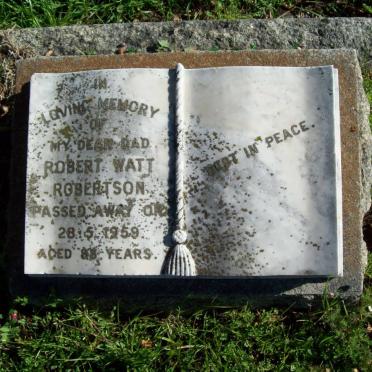 IN
LOVING MEMORY
OF
MY DEAR DAD
ROBERT WATT
ROBERTSON
PASSED AWAY ON
28.5.1959
AGED 88 YEARS.
REST IN PEACE.